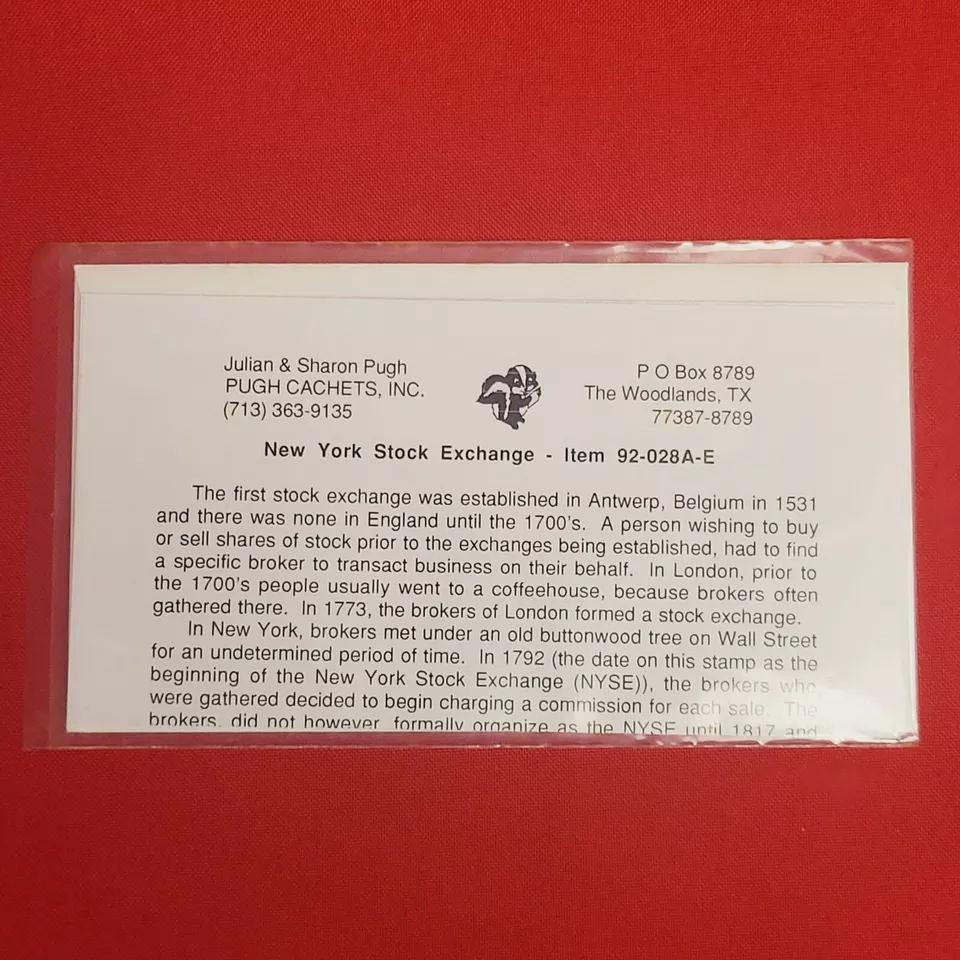 Julian & Sharon Pugh
PUGH CACHETS, INC.
(713) 363-9135
P O Box 8789
The Woodlands, TX
77387-8789
New York Stock Exchange - Item 92-028A-E
The first stock exchange was established in Antwerp, Belgium in 1531
and there was none in England until the 1700's. A person wishing to buy
or sell shares of stock prior to the exchanges being established, had to find
a specific broker to transact business on their behalf. In London, prior to
the 1700's people usually went to a coffeehouse, because brokers often
gathered there. In 1773, the brokers of London formed a stock exchange.
In New York, brokers met under an old buttonwood tree on Wall Street
for an undetermined period of time. In 1792 (the date on this stamp as the
beginning of the New York Stock Exchange (NYSE)), the brokers who
were gathered decided to begin charging a commission for each sale. The
brokers, did not however, formally organize as the NYSE until 1817 and